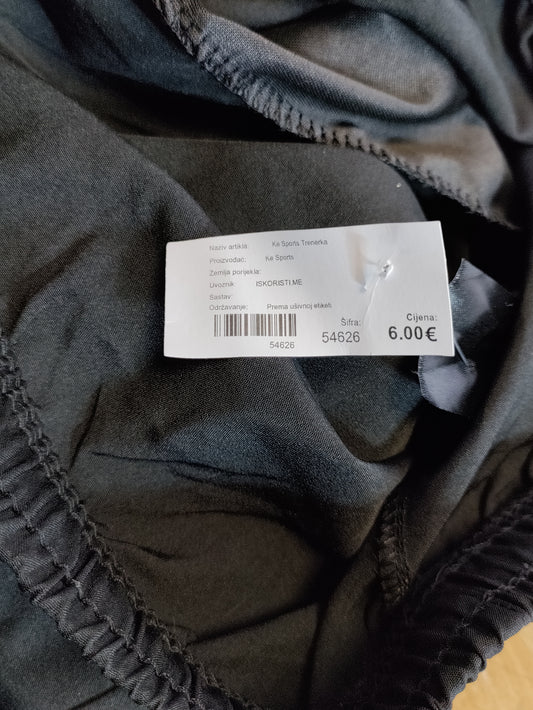 Naziv artikla: Ke Sports Trenerka
Proizvođač: Ke Sports
Zemlja porijekla:
Uvoznik ISKORISTI.ME
Sastav:
Održavanje: Prema ušivnoj etiketi
Šifra: Cijena:
54626 54626 6.00€